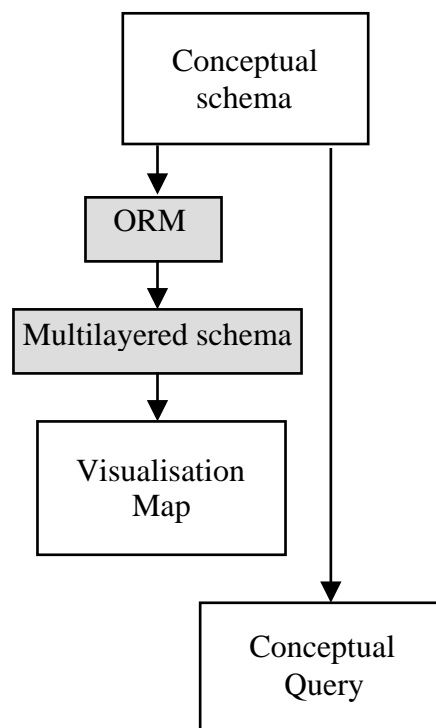 Conceptual
schema
ORM
Multilayered schema
Visualisation
Map
Conceptual
Query